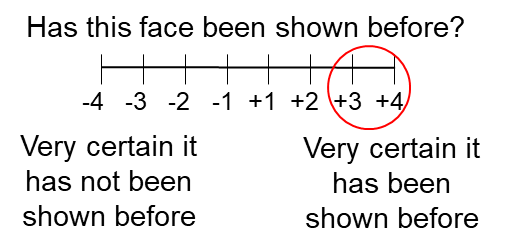 Has this face been shown before?
-4 -3 -2 -1 +1 +2 +3 +4
Very certain it
has not been
shown before
Very certain it
has been
shown before